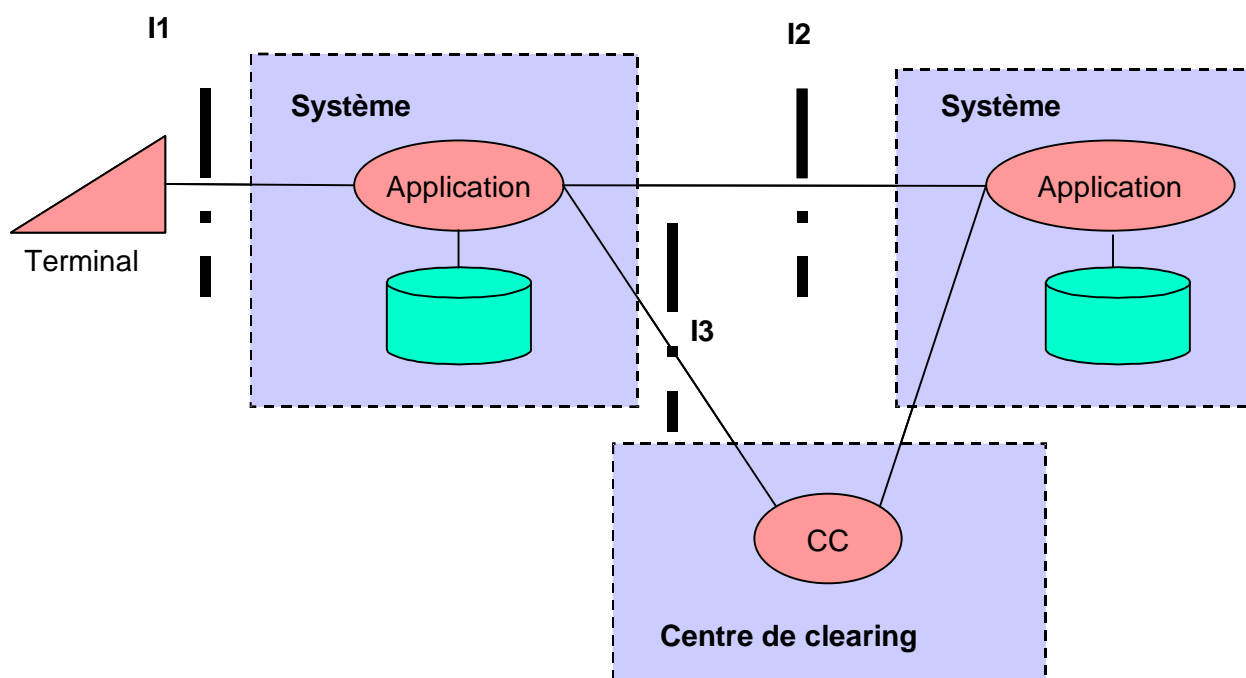 I1
I2
Système
Système
Application
Application
Terminal
I3
CC
Centre de clearing